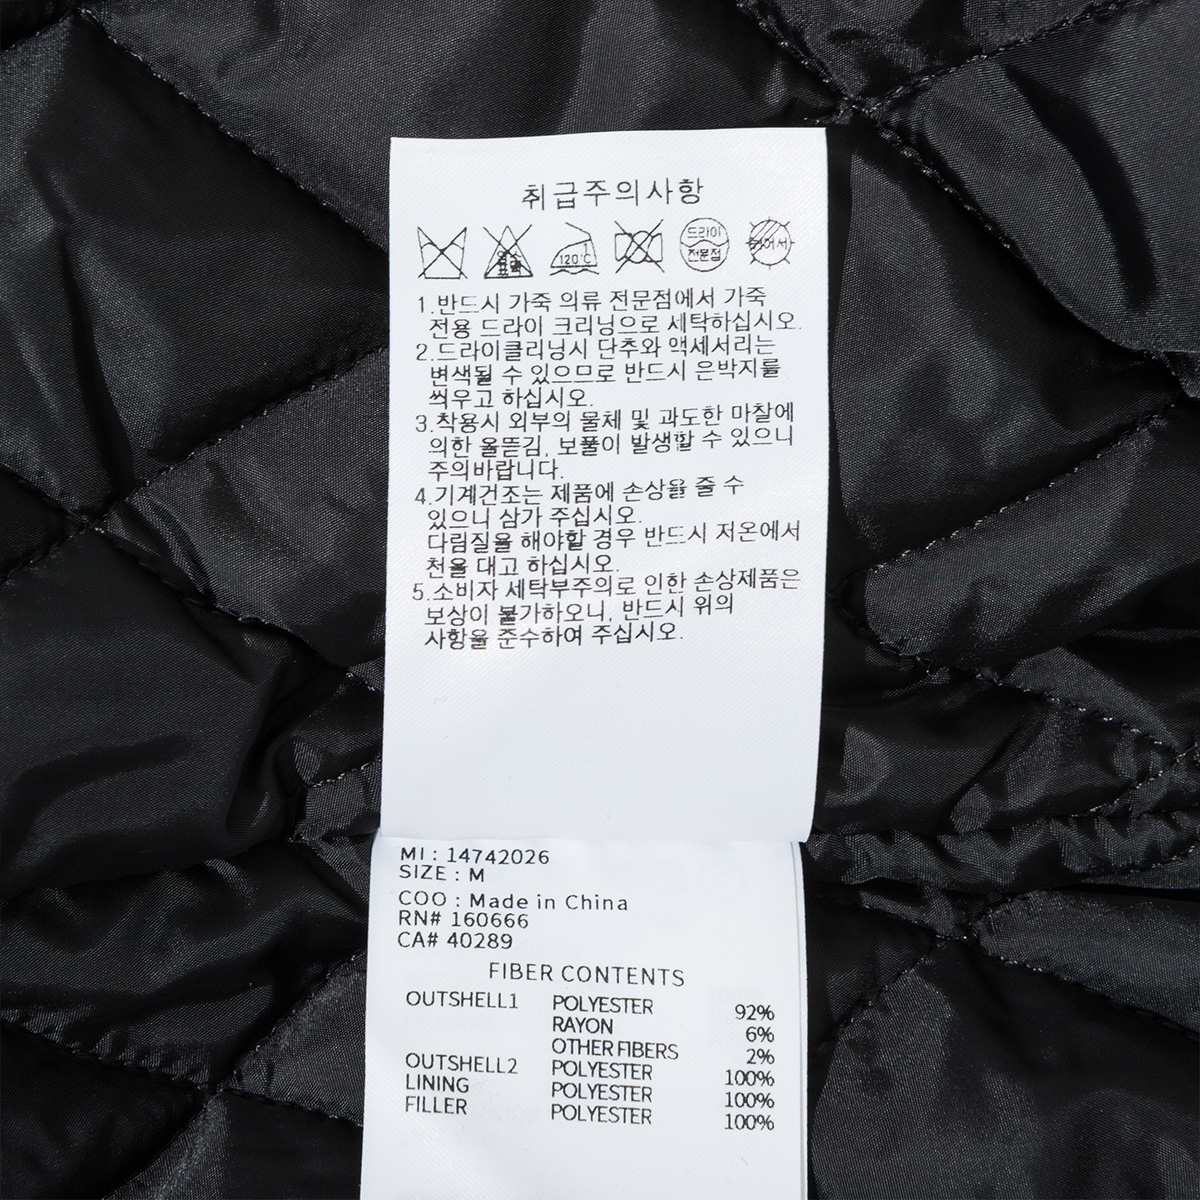 취급주의사항
120℃ 드라이
전문점
1.반드시 가죽 의류 전문점에서 가죽
전용 드라이 크리닝으로 세탁하십시오.
2.드라이클리닝시 단추와 액세서리는
변색될 수 있으므로 반드시 은박지를
씌우고 하십시오.
3.착용시 외부의 물체 및 과도한 마찰에
의한 올뜯김, 보풀이 발생할 수 있으니
주의바랍니다.
4.기계건조는 제품에 손상을 줄 수
있으니 삼가 주십시오.
다림질을 해야할 경우 반드시 저온에서
천을 대고 하십시오.
5.소비자 세탁부주의로 인한 손상제품은
보상이 불가하오니, 반드시 위의
사항을 준수하여 주십시오.
MI : 14742026
SIZE : M
COO : Made in China
RN# 160666
CA# 40289
FIBER CONTENTS
OUTSHELL1 POLYESTER 92%
RAYON 6%
OTHER FIBERS 2%
OUTSHELL2 POLYESTER 100%
LINING POLYESTER 100%
FILLER POLYESTER 100%